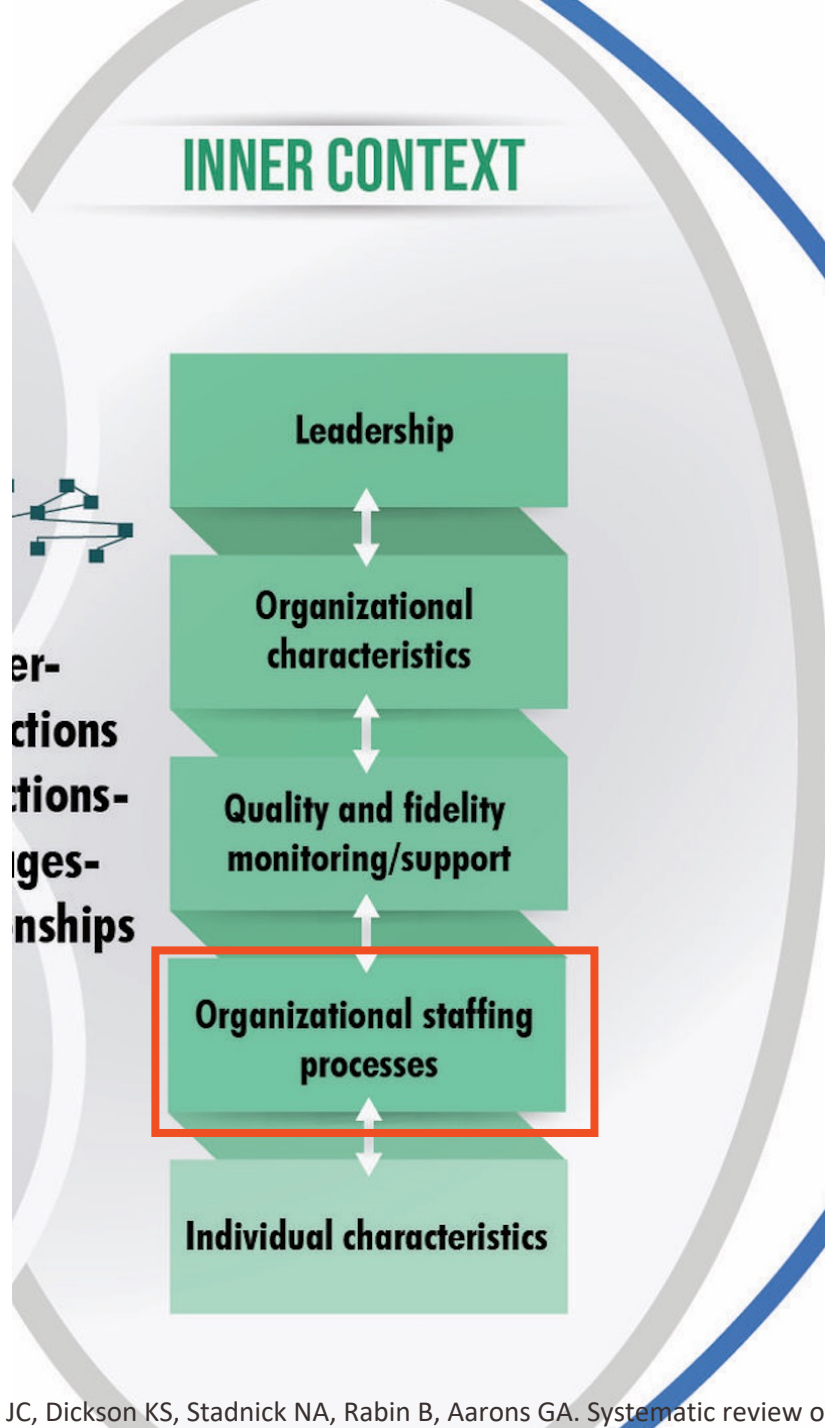 INNER CONTEXT
Leadership
Organizational
characteristics
er-
ctions
Quality and fidelity
monitoring/support
tions-
ges-
nships
Organizational staffing
processes
Individual characteristics
JC, Dickson KS, Stadnick NA, Rabin B, Aarons GA. Systematic review o